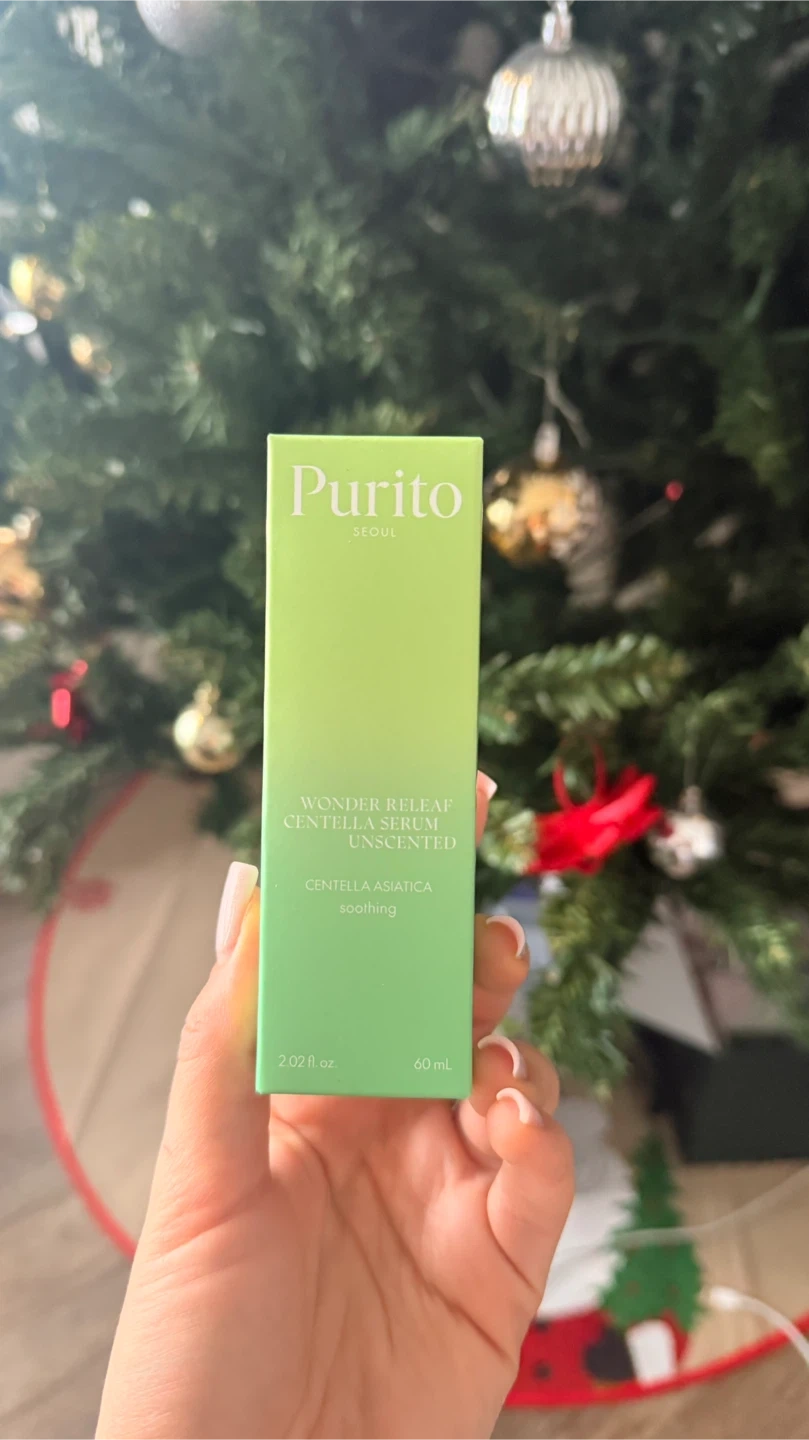 Purito
SEOUL
WONDER RELEAF
CENTELLA SERUM
UNSCENTED
CENTELLA ASIATICA
soothing
2.02 fl. oz. 60 mL